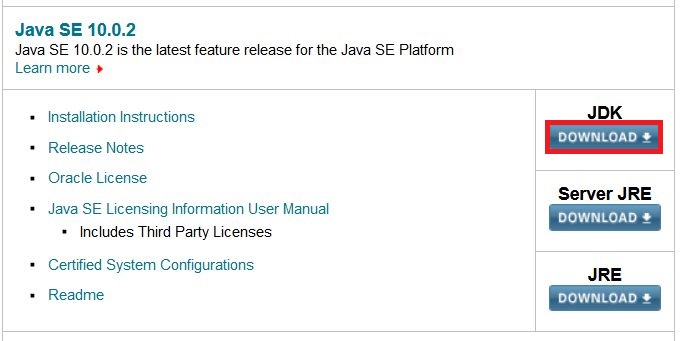 Java SE 10.0.2
Java SE 10.0.2 is the latest feature release for the Java SE Platform
Learn more
Installation Instructions
Release Notes
Oracle License
Java SE Licensing Information User Manual
Includes Third Party Licenses
Certified System Configurations
Readme
JDK
DOWNLOAD
Server JRE
DOWNLOAD
JRE
DOWNLOAD